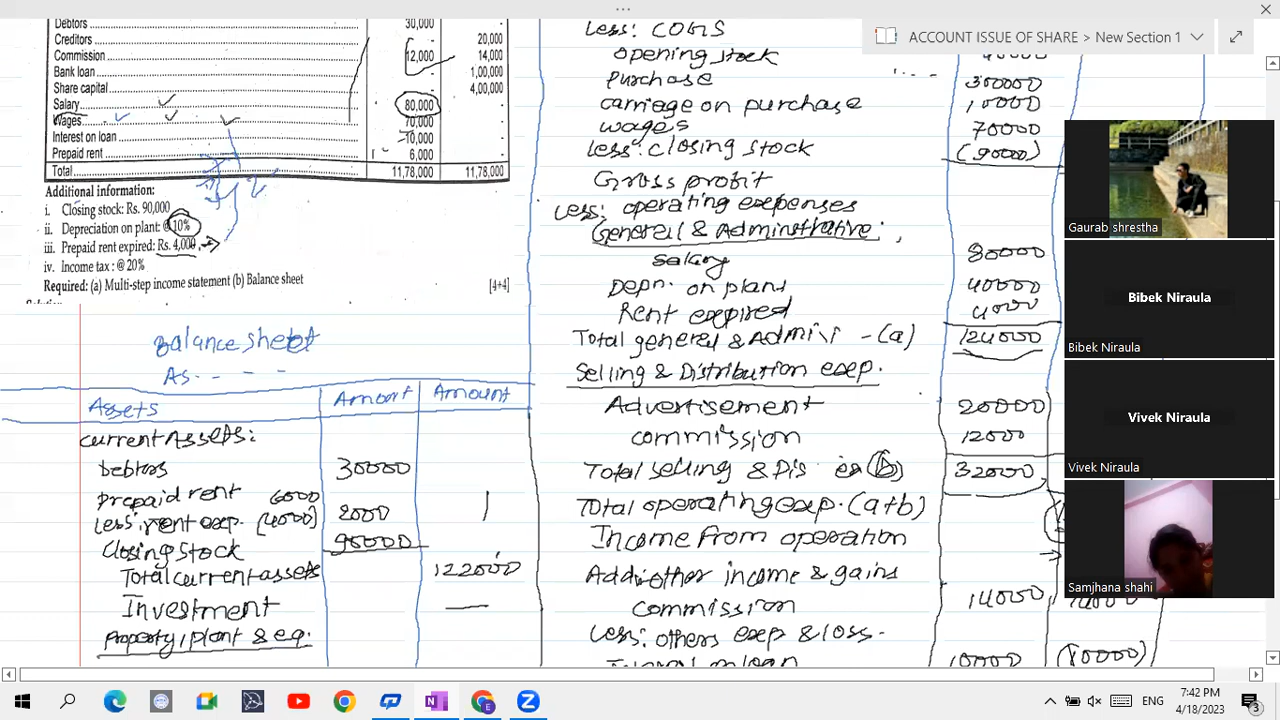 ACCOUNT ISSUE OF SHARE > New Section 1
Debtors 30,000 -
Creditors - 20,000
Commission 12,000 14,000
Bank loan - 1,00,000
Share capital - 4,00,000
Salary 80,000 -
Wages 70,000 -
Interest on loan 10,000 -
Prepaid rent 6,000 -
Total 11,78,000 11,78,000
Additional information:
i. Closing stock: Rs. 90,000
ii. Depreciation on plant: @ 10%
iii. Prepaid rent expired: Rs. 4,000
iv. Income tax : @ 20%
Required: (a) Multi-step income statement (b) Balance sheet [4+4]
Balance sheet
As. - - -
Assets Amount Amount
Current Assets:
Debtors 30000
prepaid rent 6000
Less: rent exp. (4000) 2000
Closing stock 90000
Total current assets 122000
Investment —
Property, plant & eq.
Less: COGS
opening stock
Purchase 300000
carriage on purchase
wages 70000
Less: closing stock (90000)
Gross profit
Less: operating expenses
General & Adminstrative:
Salary 80000
Depn. on plant 40000
Rent expired 4000
Total general & Admini - (a) 124000
Selling & Distribution exp.
Advertisement 20000
commission 12000
Total selling & Dis exp (b) 32000
Total operating exp. (a+b)
Income from operation
Add: other income & gains
commission 14000
Less: others exp & loss.
10000 (10000)
Gaurab shrestha
Bibek Niraula
Bibek Niraula
Vivek Niraula
Vivek Niraula
Samjhana shahi
ENG
7:42 PM
4/18/2023
3